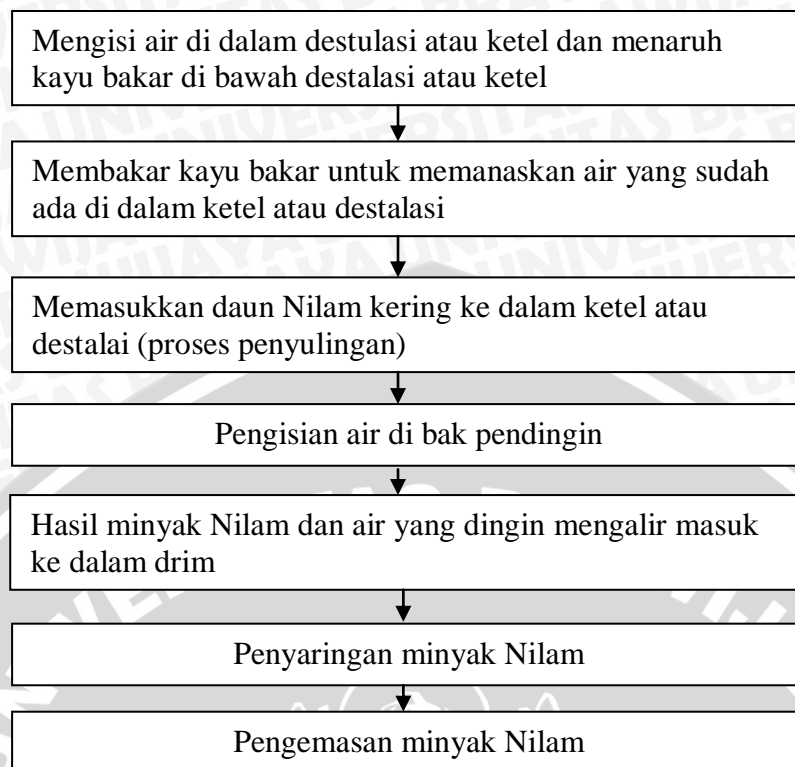 Mengisi air di dalam destulasi atau ketel dan menaruh
kayu bakar di bawah destalasi atau ketel
Membakar kayu bakar untuk memanaskan air yang sudah
ada di dalam ketel atau destalasi
Memasukkan daun Nilam kering ke dalam ketel atau
destalai (proses penyulingan)
Pengisian air di bak pendingin
Hasil minyak Nilam dan air yang dingin mengalir masuk
ke dalam drim
Penyaringan minyak Nilam
Pengemasan minyak Nilam